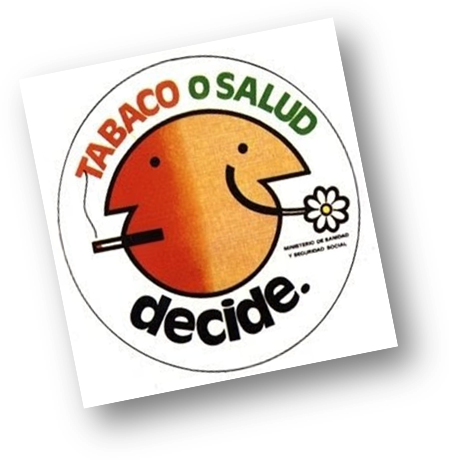 TABACO O SALUD
MINISTERIO DE SANIDAD
Y SEGURIDAD SOCIAL
decide.